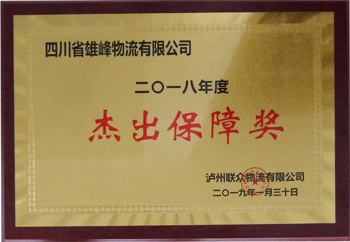 四川省雄峰物流有限公司
二〇一八年度
杰出保障奖
泸州联众物流有限公司
二〇一九年一月三十日